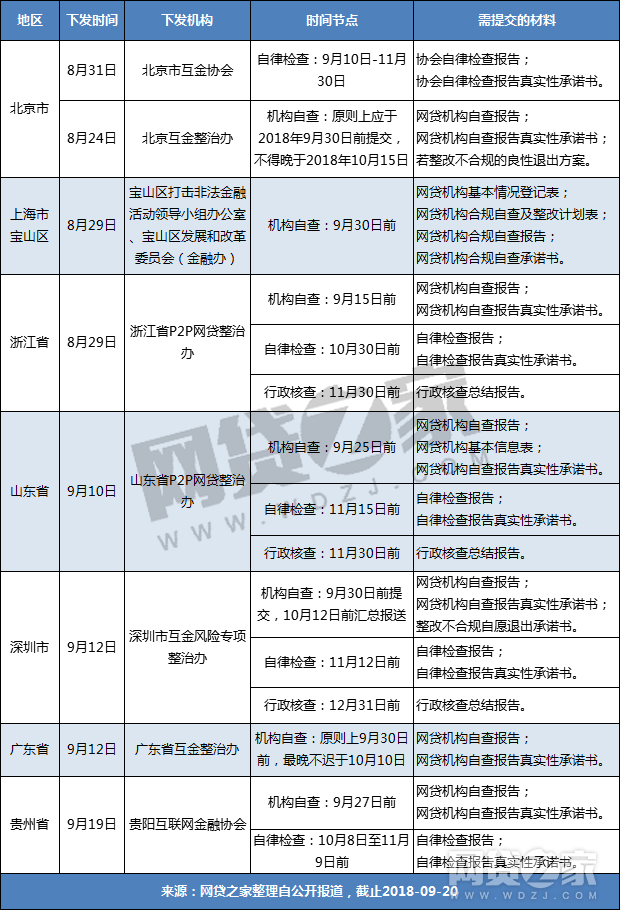 地区 下发时间 下发机构 时间节点 需提交的材料
北京市
8月31日
北京市互金协会
自律检查：9月10日-11月
30日
协会自律检查报告；
协会自律检查报告真实性承诺书。
8月24日
北京互金整治办
机构自查：原则上应于
2018年9月30日前提交，
不得晚于2018年10月15日
网贷机构自查报告；
网贷机构自查报告真实性承诺书；
若整改不合规的良性退出方案。
上海市
宝山区
8月29日
宝山区打击非法金融
活动领导小组办公室
、宝山区发展和改革
委员会（金融办）
机构自查：9月30日前
网贷机构基本情况登记表；
网贷机构合规自查及整改计划表；
网贷机构合规自查报告；
网贷机构合规自查承诺书。
浙江省
8月29日
浙江省P2P网贷整治
办
机构自查：9月15日前
网贷机构自查报告；
网贷机构自查报告真实性承诺书。
自律检查：10月30日前
自律检查报告；
自律检查报告真实性承诺书。
行政核查：11月30日前
行政核查总结报告。
山东省
9月10日
山东省P2P网贷整治
办
机构自查：9月25日前
网贷机构自查报告；
网贷机构基本信息表；
网贷机构自查报告真实性承诺书。
自律检查：11月15日前
自律检查报告；
自律检查报告真实性承诺书。
行政核查：11月30日前
行政核查总结报告。
深圳市
9月12日
深圳市互金风险专项
整治办
机构自查：9月30日前提
交，10月12日前汇总报送
网贷机构自查报告；
网贷机构自查报告真实性承诺书；
整改不合规自愿退出承诺书。
自律检查：11月12日前
自律检查报告；
自律检查报告真实性承诺书。
行政核查：12月31日前
行政核查总结报告。
广东省
9月12日
广东省互金整治办
机构自查：原则上9月30日
前，最晚不迟于10月10日
网贷机构自查报告；
网贷机构自查报告真实性承诺书。
贵州省
9月19日
贵阳互联网金融协会
机构自查：9月27日前
网贷机构自查报告；
网贷机构自查报告真实性承诺书。
自律检查：10月8日至11月
9日前
自律检查报告；
自律检查报告真实性承诺书。
来源：网贷之家整理自公开报道，截止2018-09-20
网贷之家
WWW.WDZJ.COM
网贷之家
WWW.WDZJ.COM